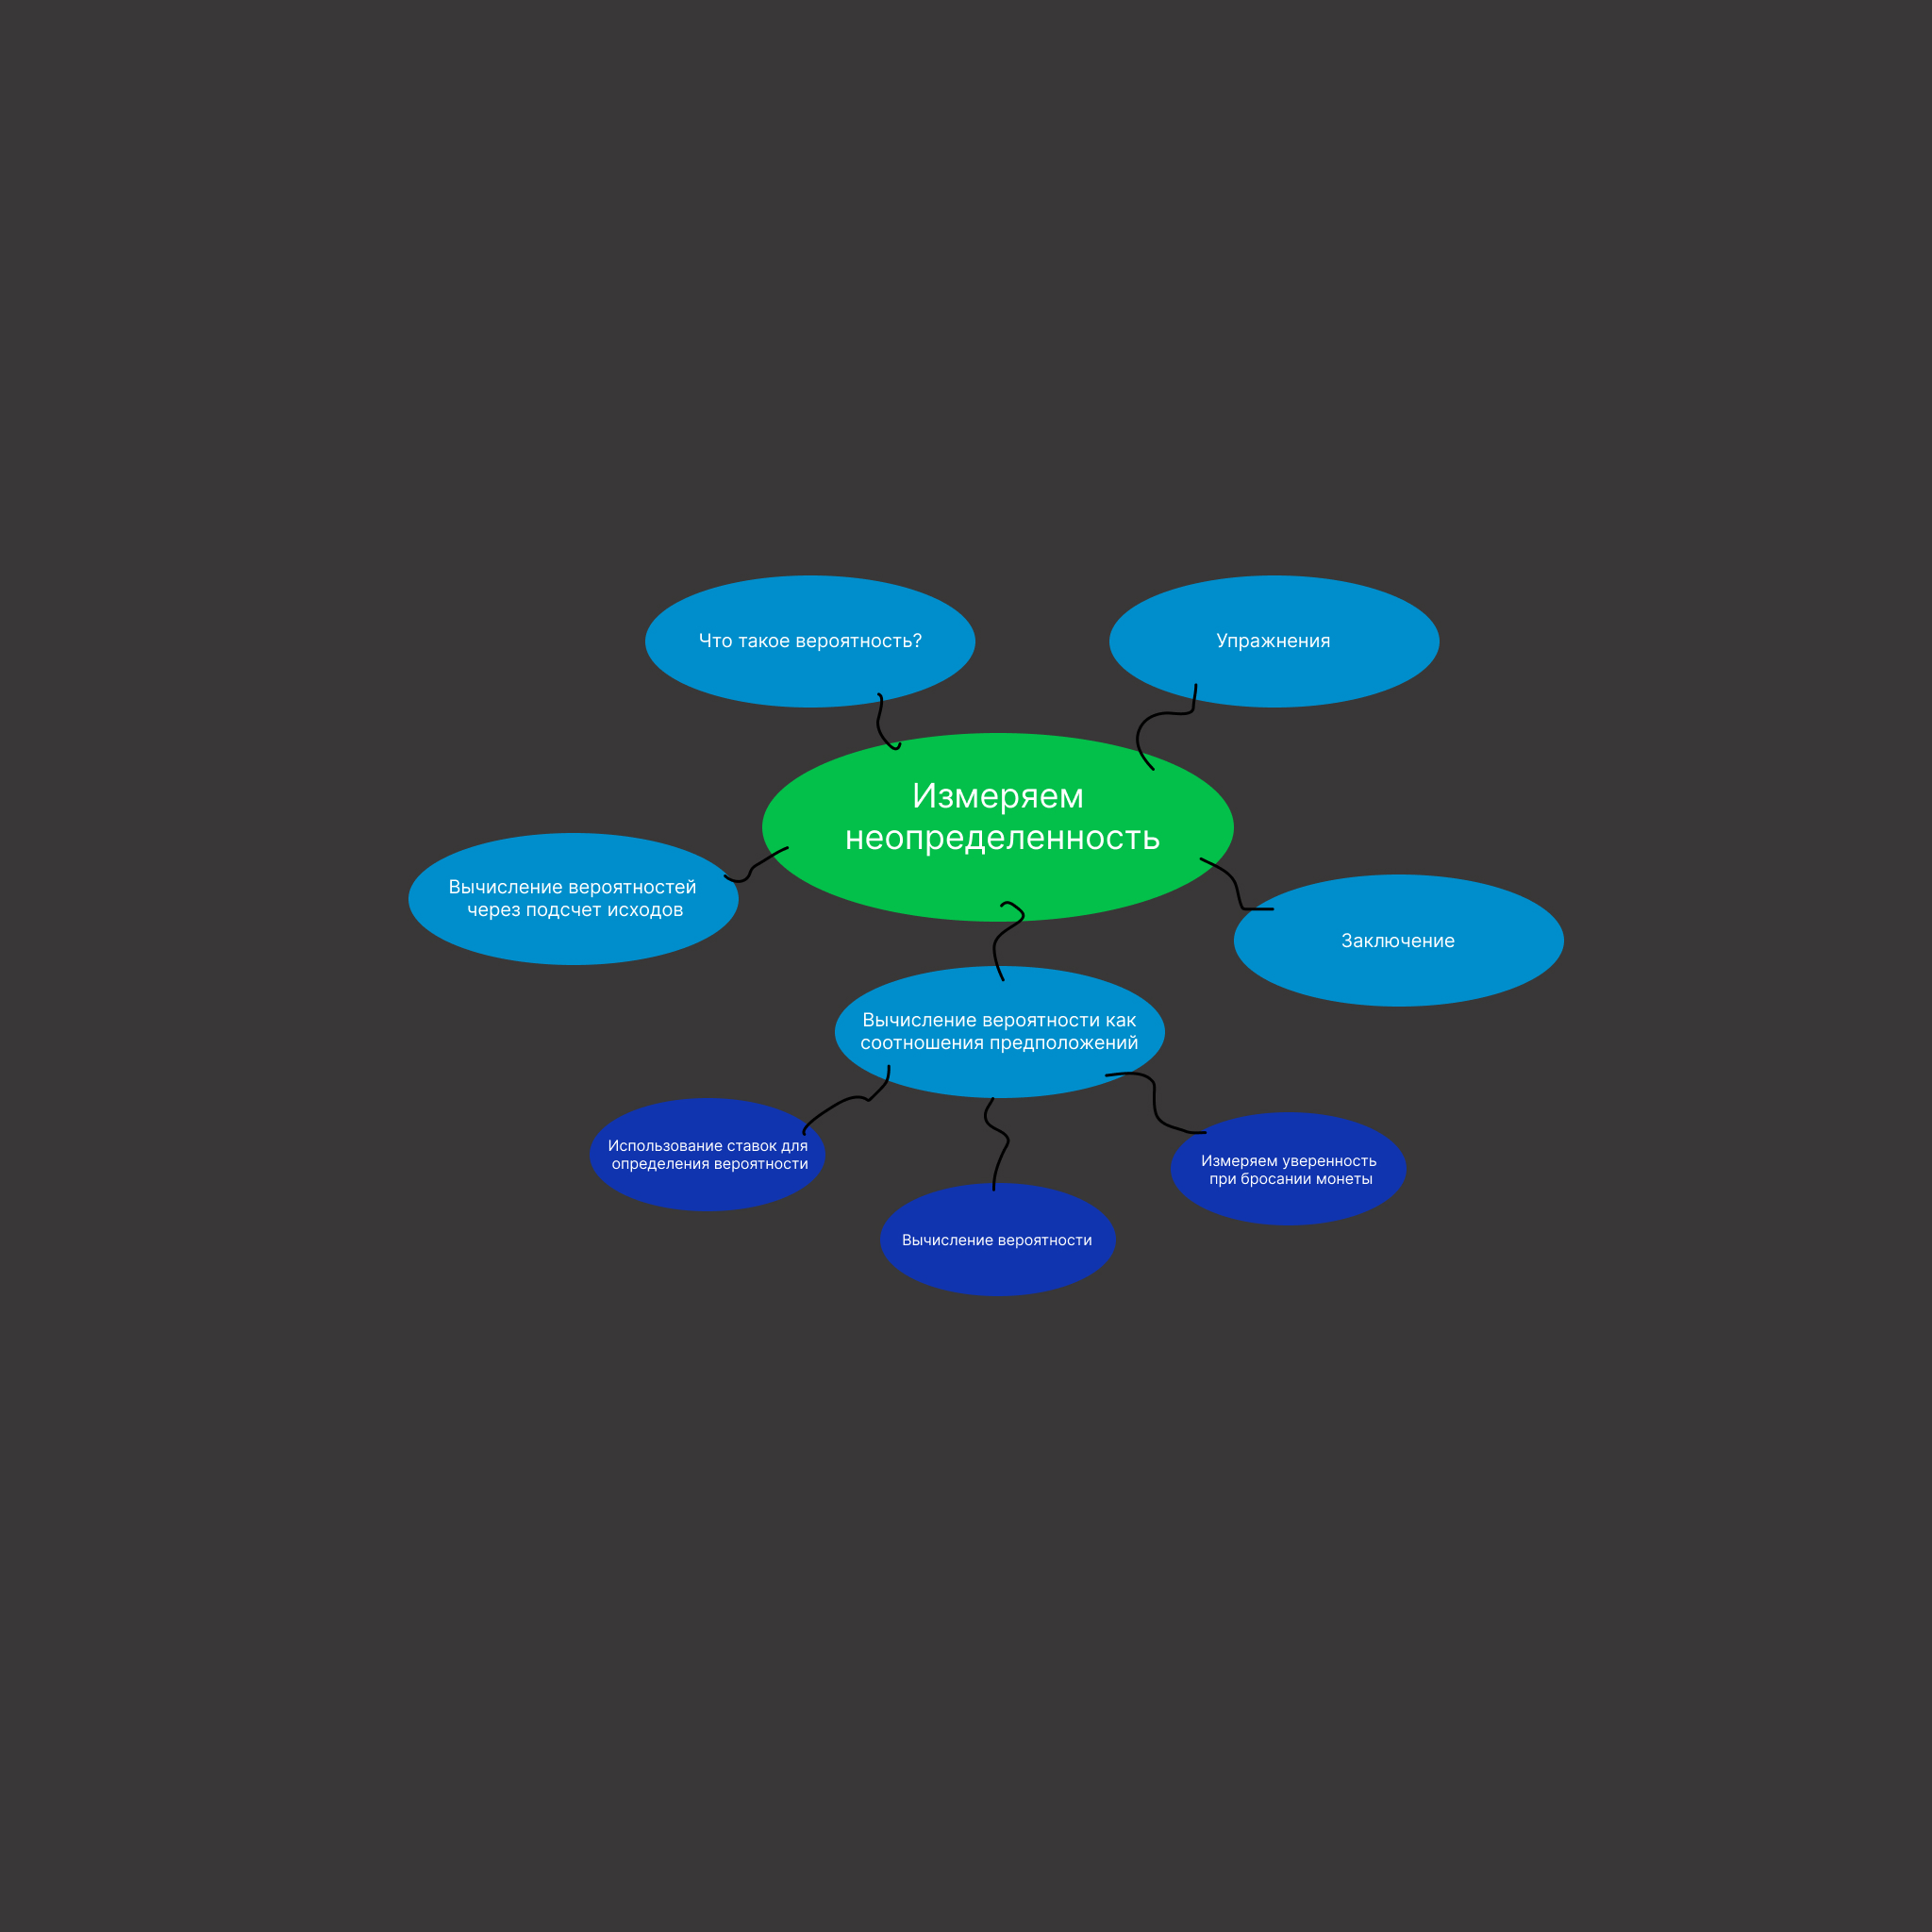 Что такое вероятность?
Упражнения
Измеряем
неопределенность
Вычисление вероятностей
через подсчет исходов
Заключение
Вычисление вероятности как
соотношения предположений
Использование ставок для
определения вероятности
Измеряем уверенность
при бросании монеты
Вычисление вероятности